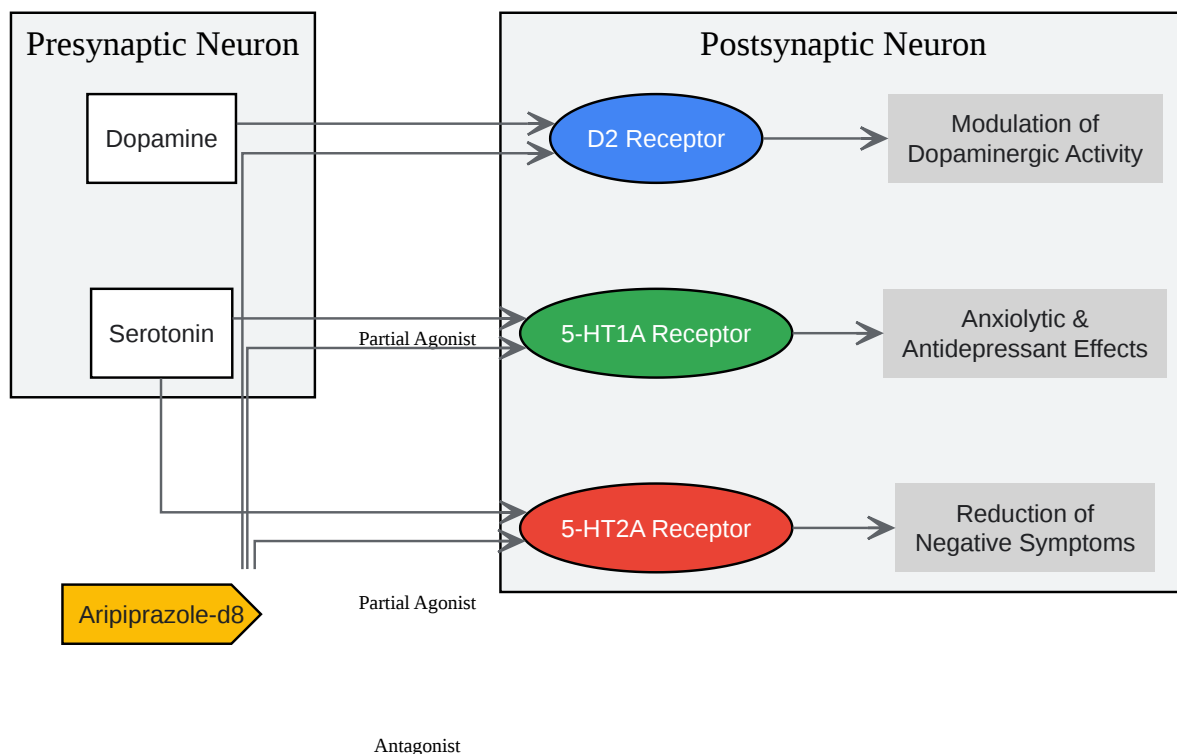 Presynaptic Neuron
Postsynaptic Neuron
Dopamine
D2 Receptor
Modulation of
Dopaminergic Activity
Serotonin
Partial Agonist
5-HT1A Receptor
Anxiolytic &
Antidepressant Effects
5-HT2A Receptor
Reduction of
Negative Symptoms
Aripiprazole-d8
Partial Agonist
Antagonist